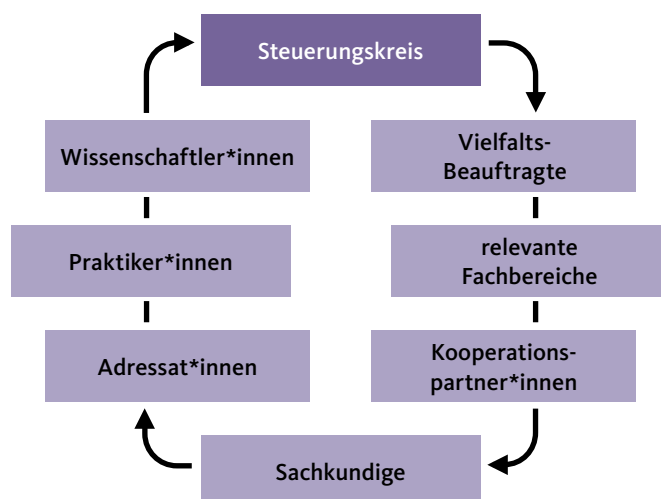 Steuerungskreis
Wissenschaftler*innen
Vielfalts-
Beauftragte
Praktiker*innen
relevante
Fachbereiche
Adressat*innen
Kooperations-
partner*innen
Sachkundige